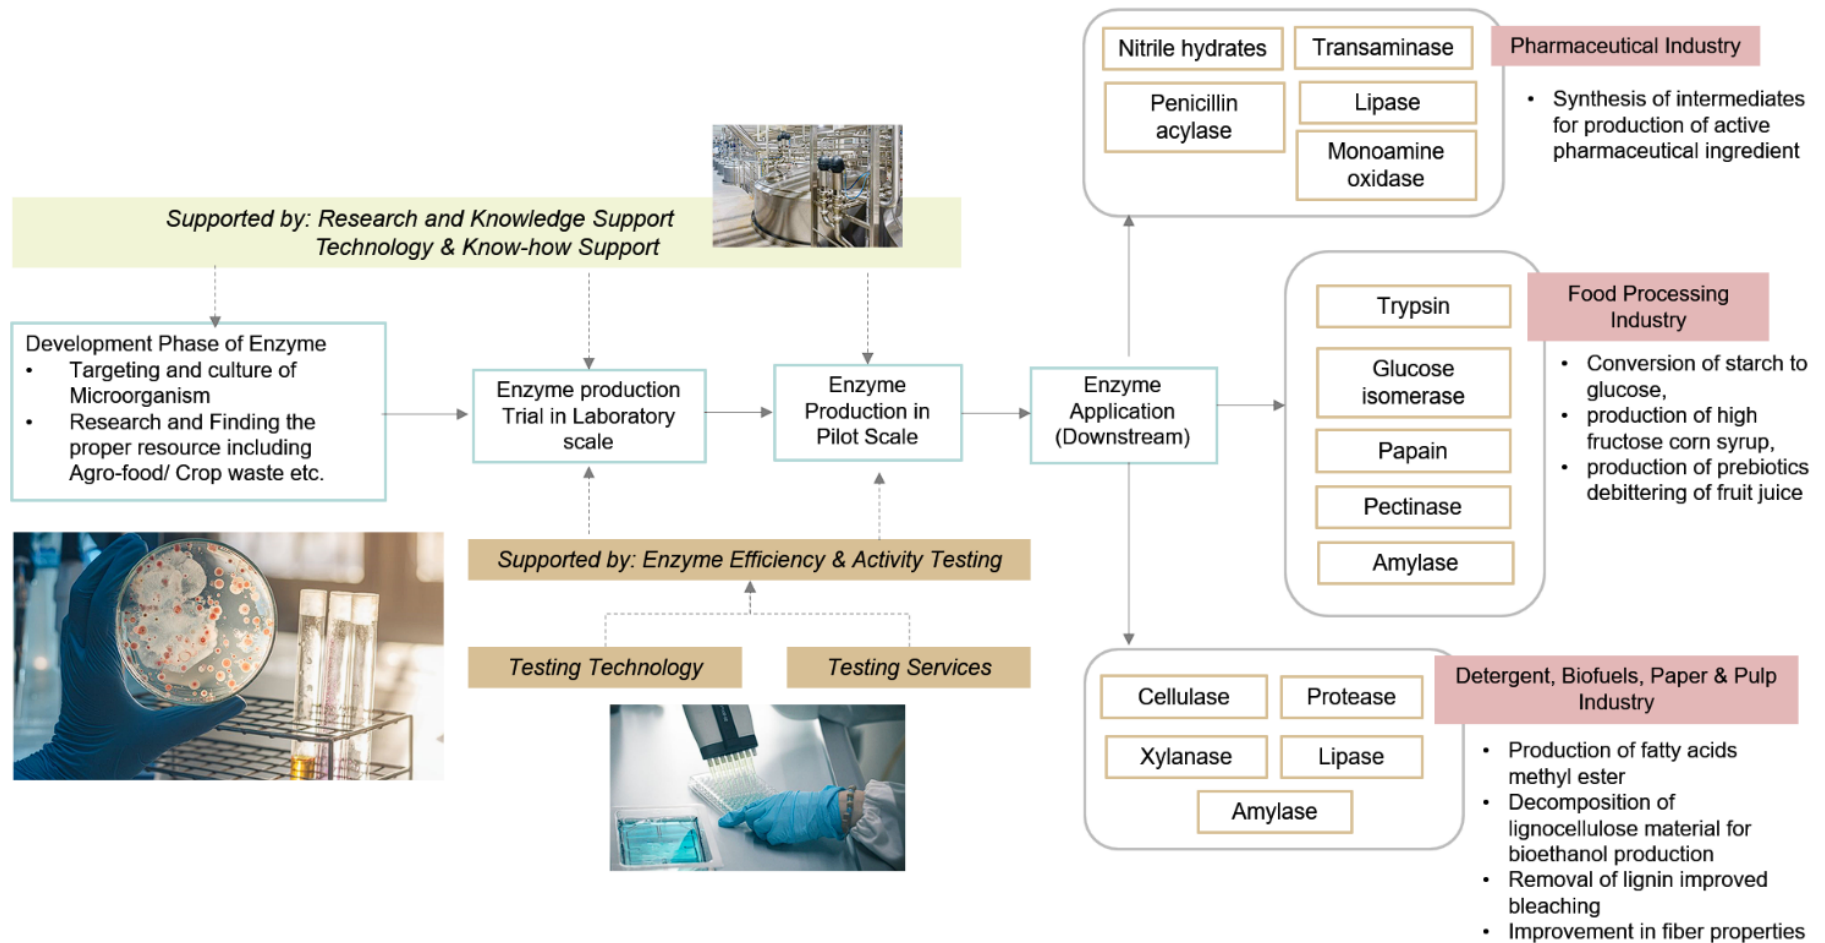 Supported by: Research and Knowledge Support
Technology & Know-how Support
Development Phase of Enzyme
• Targeting and culture of
Microorganism
• Research and Finding the
proper resource including
Agro-food/ Crop waste etc.
Enzyme production
Trial in Laboratory
scale
Enzyme
Production in
Pilot Scale
Enzyme
Application
(Downstream)
Supported by: Enzyme Efficiency & Activity Testing
Testing Technology
Testing Services
Nitrile hydrates
Transaminase
Penicillin
acylase
Lipase
Monoamine
oxidase
Pharmaceutical Industry
• Synthesis of intermediates
for production of active
pharmaceutical ingredient
Trypsin
Glucose
isomerase
Papain
Pectinase
Amylase
Food Processing
Industry
• Conversion of starch to
glucose,
• production of high
fructose corn syrup,
• production of prebiotics
debittering of fruit juice
Cellulase
Protease
Xylanase
Lipase
Amylase
Detergent, Biofuels, Paper & Pulp
Industry
• Production of fatty acids
methyl ester
• Decomposition of
lignocellulose material for
bioethanol production
• Removal of lignin improved
bleaching
• Improvement in fiber properties